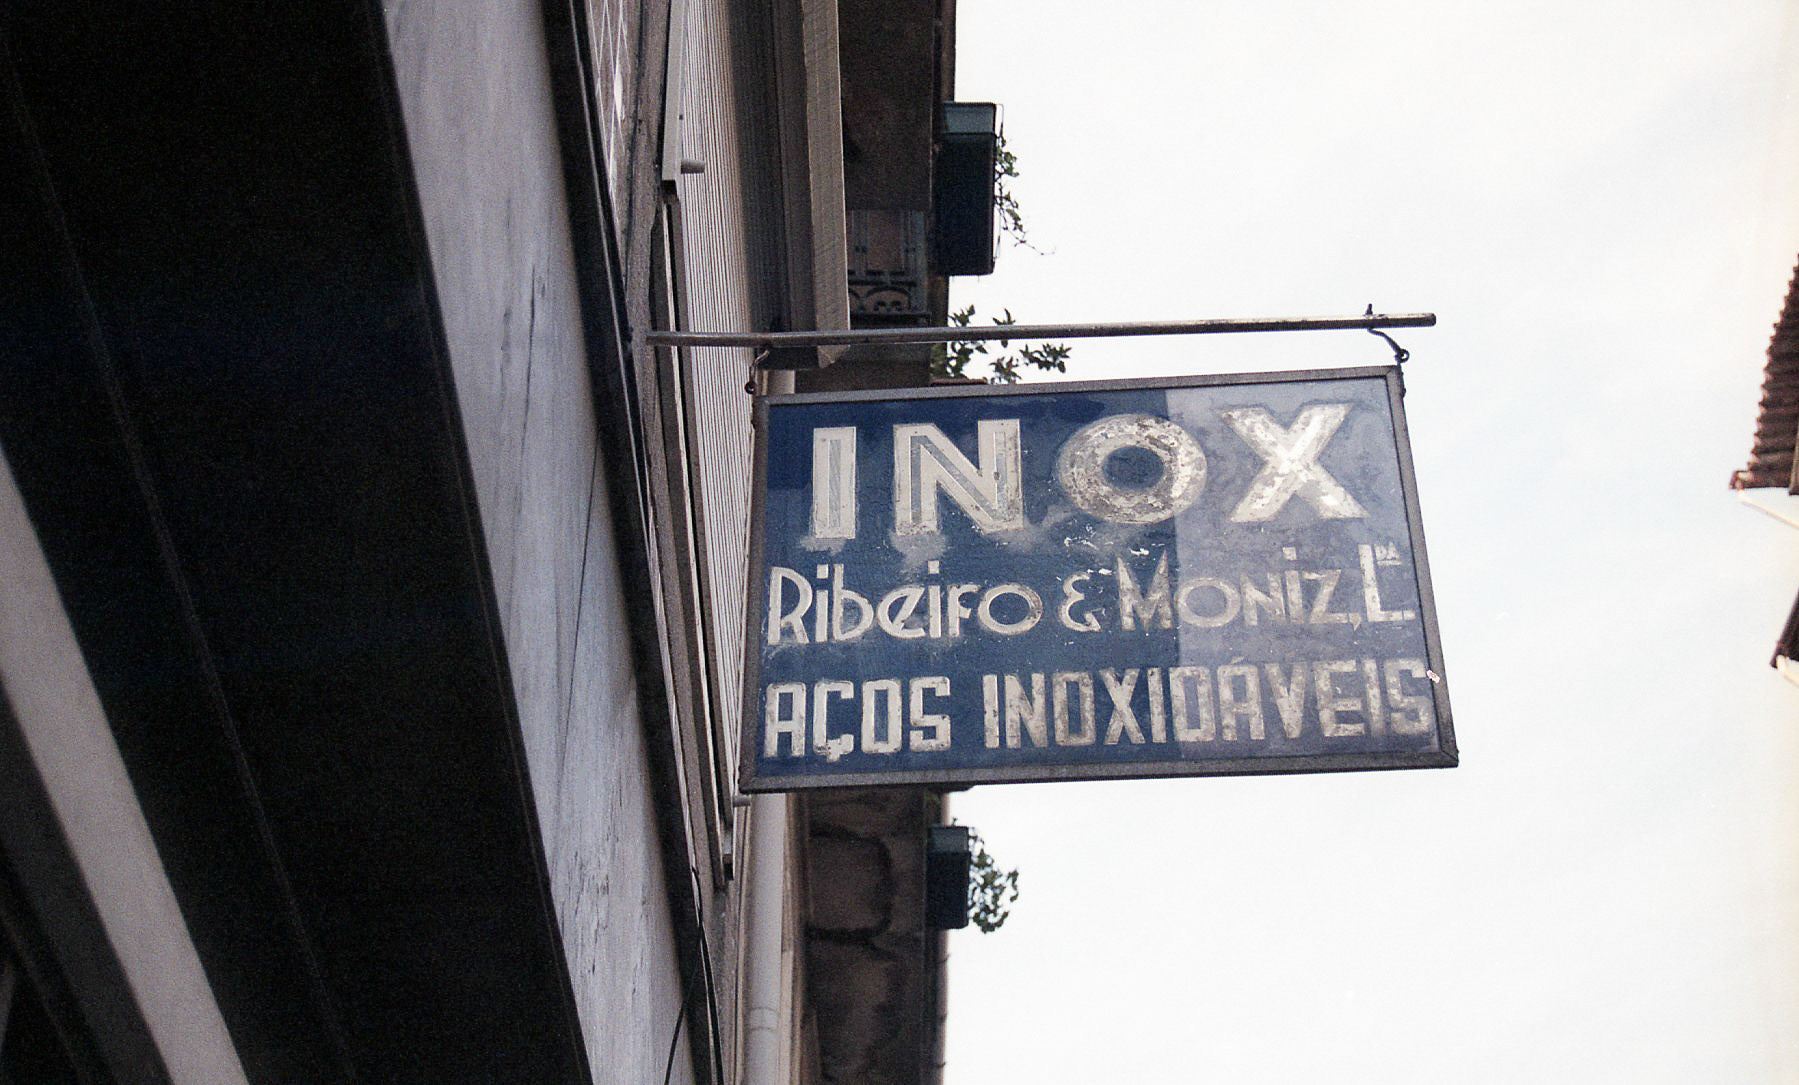 INOX
Ribeiro & Moniz, Lᴰᴬ
AÇOS INOXIDÁVEIS